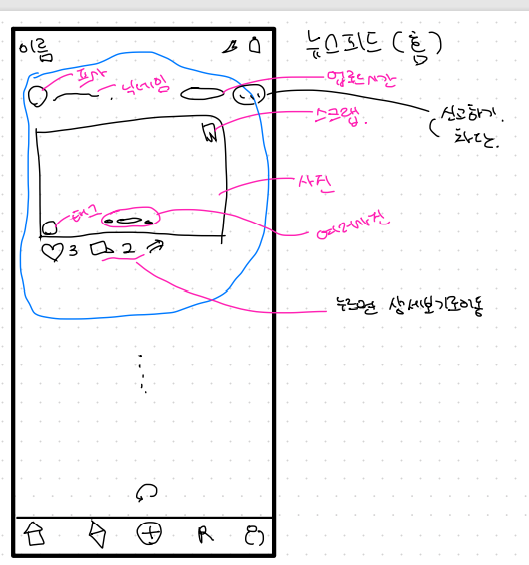 이름
뉴스피드 (홈)
프사
닉네임
업로드시간
신고하기
차단.
스크랩.
사진
태그
여러사진
3 2
누르면 상세보기로이동
R